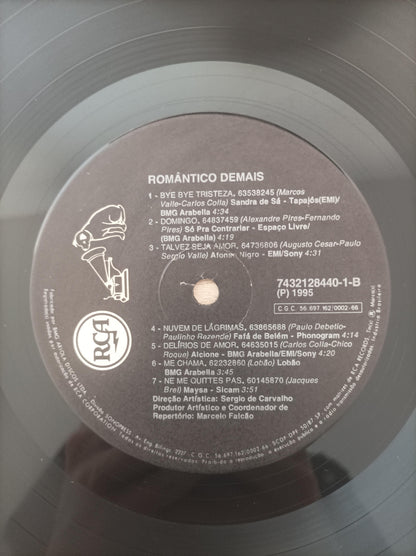 ROMÂNTICO DEMAIS
1 - BYE BYE TRISTEZA, 63538245 (Marcos
Valle-Carlos Colla) Sandra de Sá - Tapajós(EMI)/
BMG Arabella 4:34
2 - DOMINGO, 64837459 (Alexandre Pires-Fernando
Pires) Só Pra Contrariar - Espaço Livre/
(BMG Arabella) 4:19
3 - TALVEZ SEJA AMOR, 64736806 (Augusto Cesar-Paulo
Sergio Valle) Afonso Nigro - EMI/Sony 4:31
7432128440-1-B
(P) 1995
C G C 56 697 162/0002-66
RCA
4 - NUVEM DE LÁGRIMAS, 63865688 (Paulo Debetio-
Paulinho Rezende) Fafá de Belém - Phonogram 4:14
5 - DELÍRIOS DE AMOR, 64635015 (Carlos Colla-Chico
Roque) Alcione - BMG Arabella/EMI/Sony 4:20
6 - ME CHAMA, 62232850 (Lobão) Lobão
BMG Arabella 3:45
7 - NE ME QUITTES PAS, 60145870 (Jacques
Brel) Maysa - Sicam 3:51
Direção Artística: Sergio de Carvalho
Produtor Artístico e Coordenador de
Repertório: Marcelo Falcão